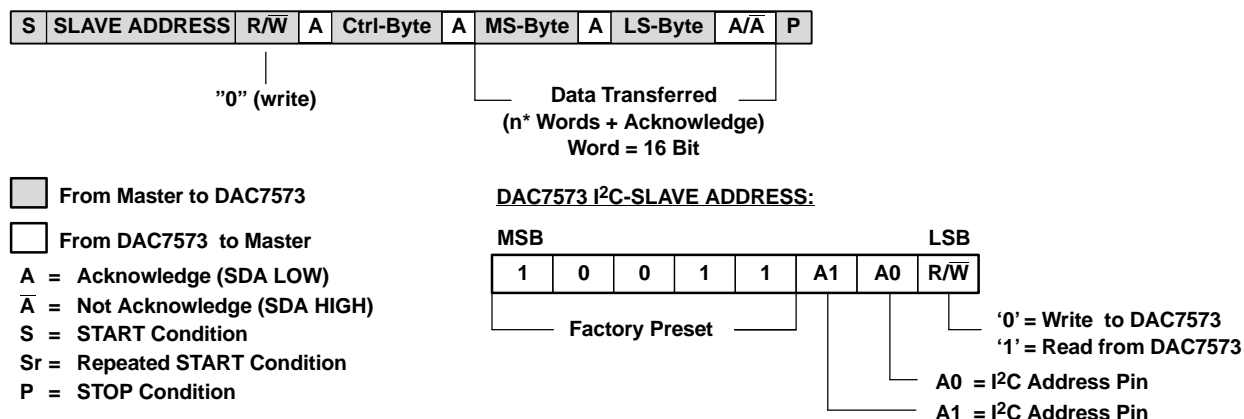 S SLAVE ADDRESS R/W̅ A Ctrl-Byte A MS-Byte A LS-Byte A/A̅ P
”0” (write)
Data Transferred
(n* Words + Acknowledge)
Word = 16 Bit
From Master to DAC7573
From DAC7573 to Master
A = Acknowledge (SDA LOW)
A̅ = Not Acknowledge (SDA HIGH)
S = START Condition
Sr = Repeated START Condition
P = STOP Condition
DAC7573 I²C-SLAVE ADDRESS:
MSB LSB
1 0 0 1 1 A1 A0 R/W̅
Factory Preset
‘0’ = Write to DAC7573
‘1’ = Read from DAC7573
A0 = I²C Address Pin
A1 = I²C Address Pin